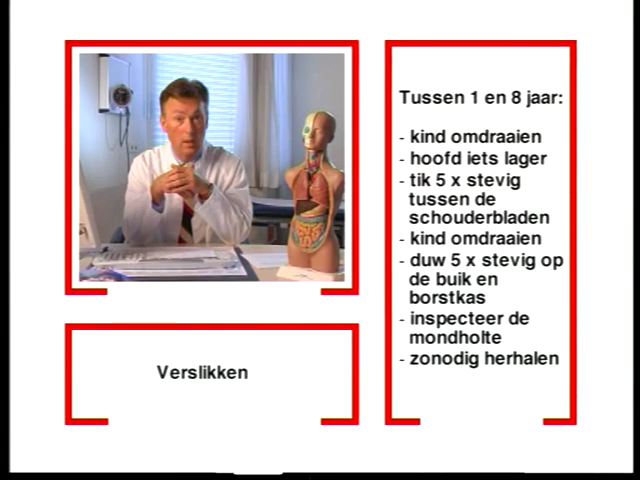 Tussen 1 en 8 jaar:
- kind omdraaien
- hoofd iets lager
- tik 5 x stevig
tussen de
schouderbladen
- kind omdraaien
- duw 5 x stevig op
de buik en
borstkas
- inspecteer de
mondholte
- zonodig herhalen
Verslikken